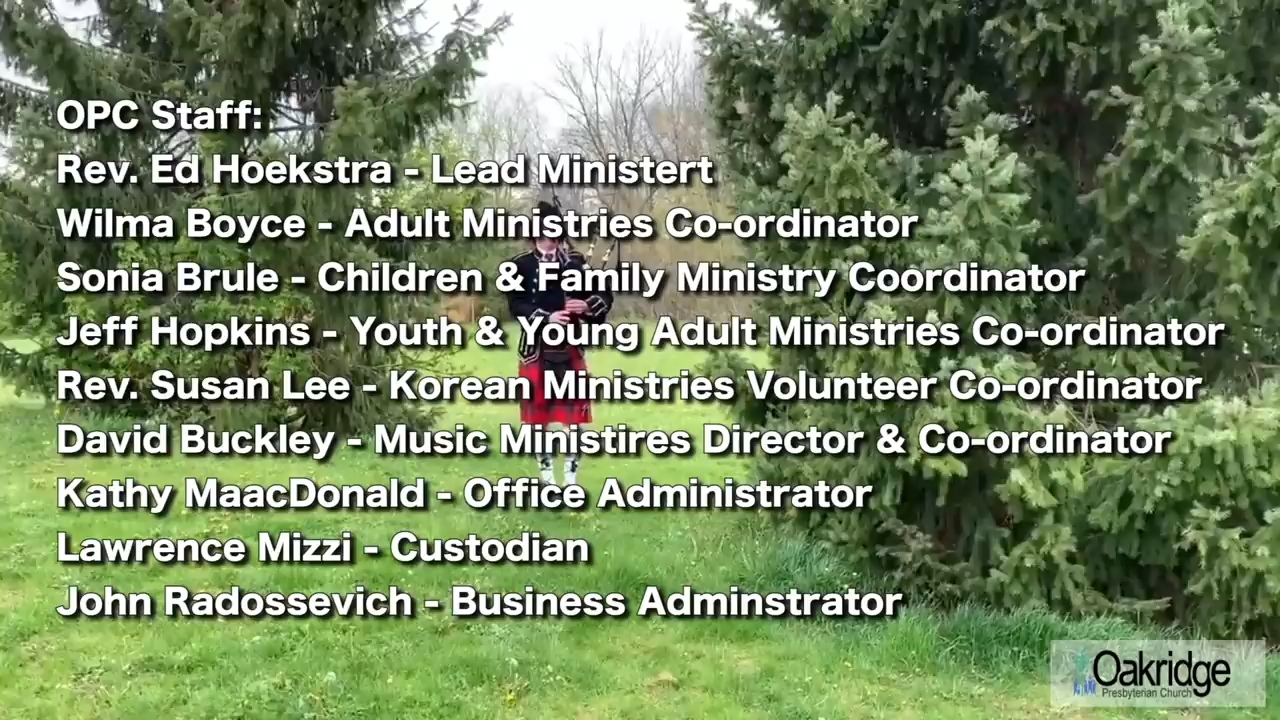 OPC Staff:
Rev. Ed Hoekstra - Lead Ministert
Wilma Boyce - Adult Ministries Co-ordinator
Sonia Brule - Children & Family Ministry Coordinator
Jeff Hopkins - Youth & Young Adult Ministries Co-ordinator
Rev. Susan Lee - Korean Ministries Volunteer Co-ordinator
David Buckley - Music Ministires Director & Co-ordinator
Kathy MaacDonald - Office Administrator
Lawrence Mizzi - Custodian
John Radossevich - Business Adminstrator
Oakridge
Presbyterian Church